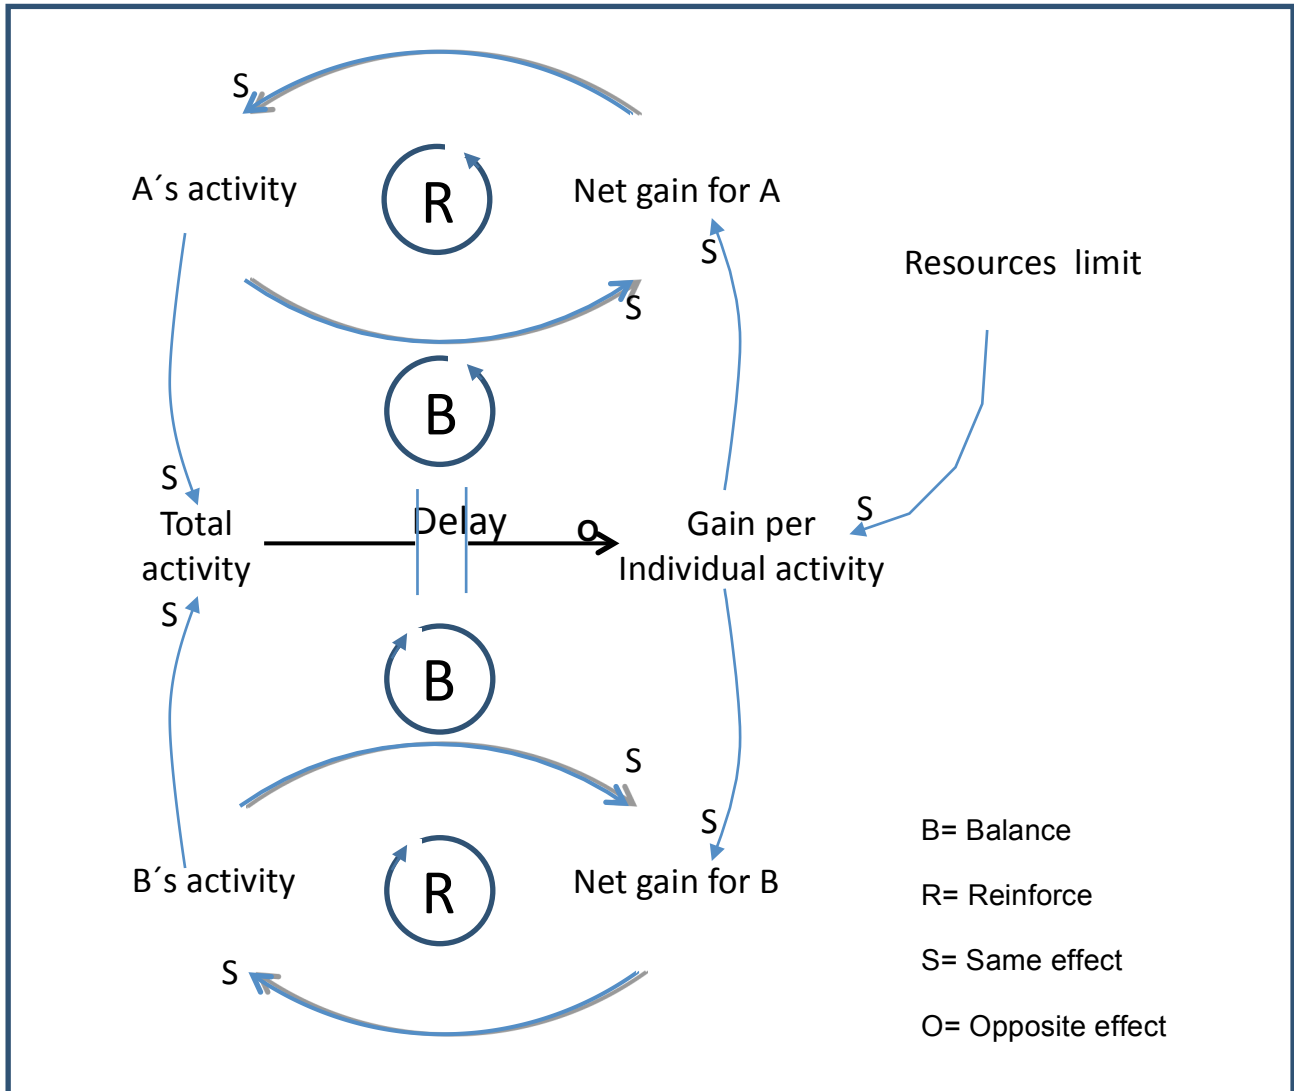 S
A´s activity
R
Net gain for A
S
Resources limit
S
B
S
S
Total
activity
Delay
O
Gain per
Individual activity
S
B
S
S
B´s activity
R
Net gain for B
S
B= Balance
R= Reinforce
S= Same effect
O= Opposite effect